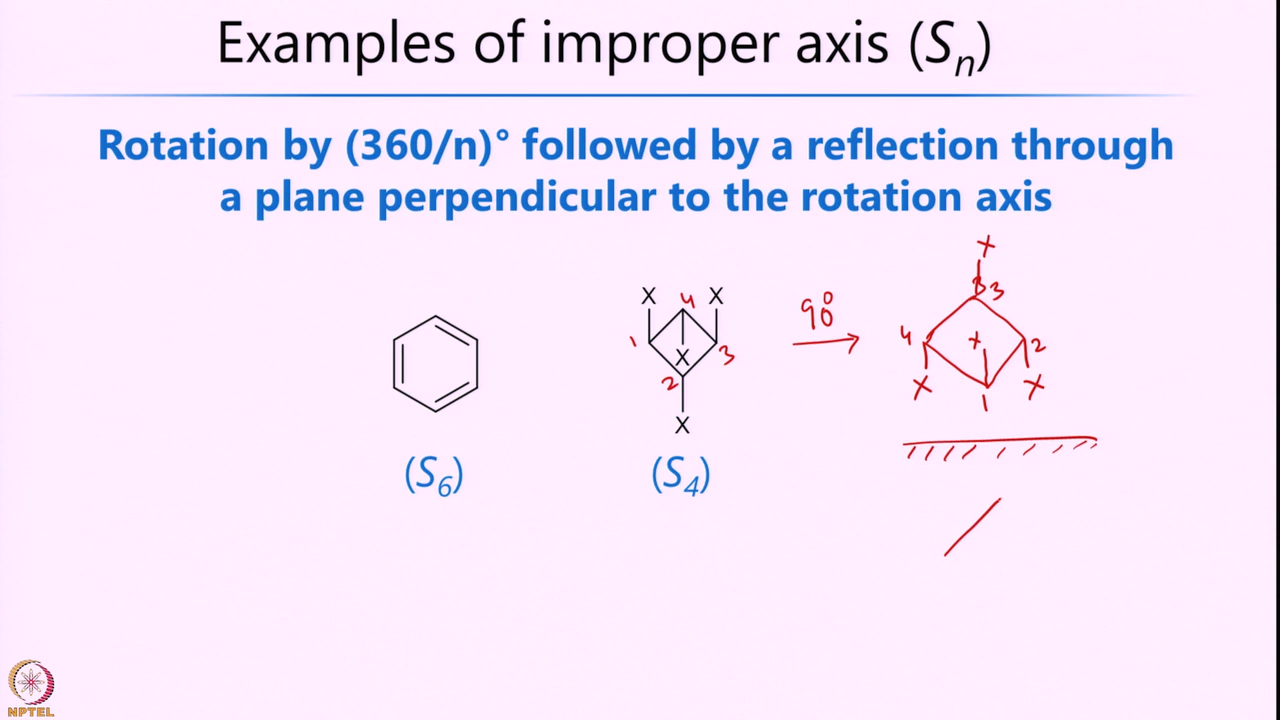 Examples of improper axis (Sₙ)
Rotation by (360/n)° followed by a reflection through
a plane perpendicular to the rotation axis
X 4 X
1 X 3
2
X
(S₆)
(S₄)
90°
X
3
4 X 2
X 1 X
NPTEL